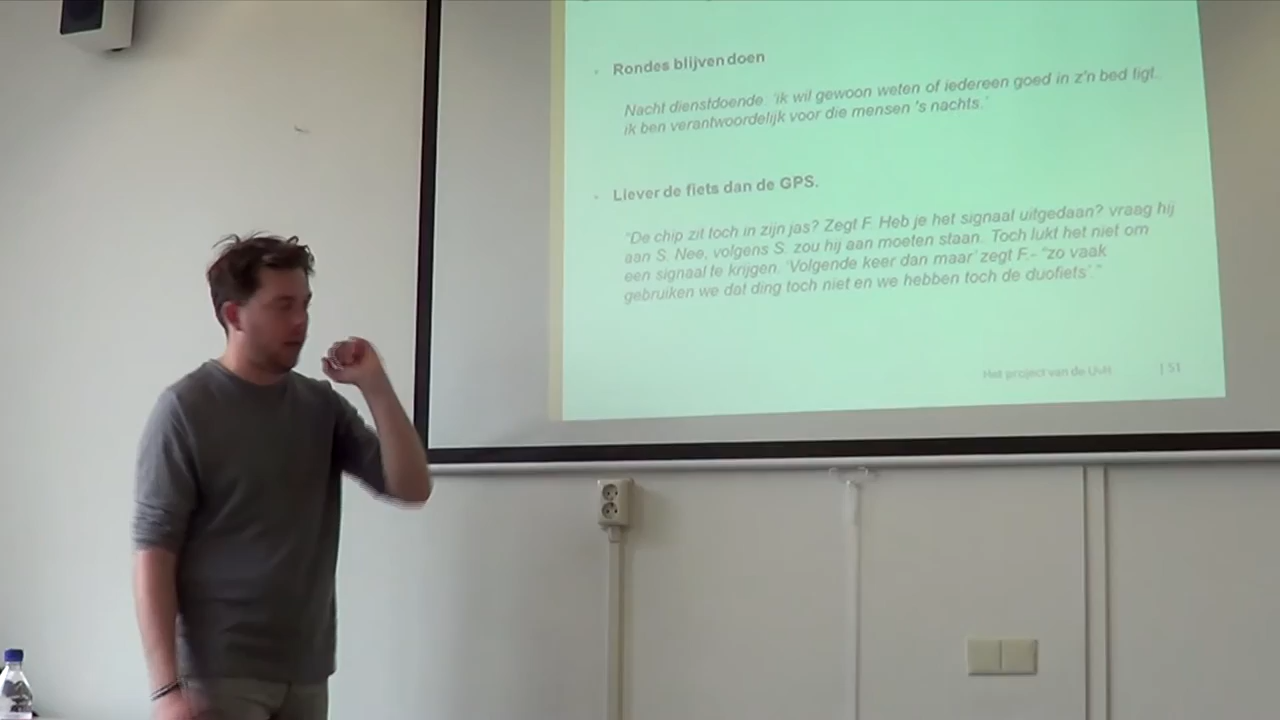 Rondes blijven doen
Nacht dienstdoende: 'ik wil gewoon weten of iedereen goed in z'n bed ligt.
ik ben verantwoordelijk voor die mensen 's nachts.'
Liever de fiets dan de GPS.
"De chip zit toch in zijn jas? Zegt F. Heb je het signaal uitgedaan? vraag hij
aan S. Nee, volgens S. zou hij aan moeten staan. Toch lukt het niet om
een signaal te krijgen. 'Volgende keer dan maar' zegt F.- "zo vaak
gebruiken we dat ding toch niet en we hebben toch de duofiets'."
Het project van de UvH
| 51